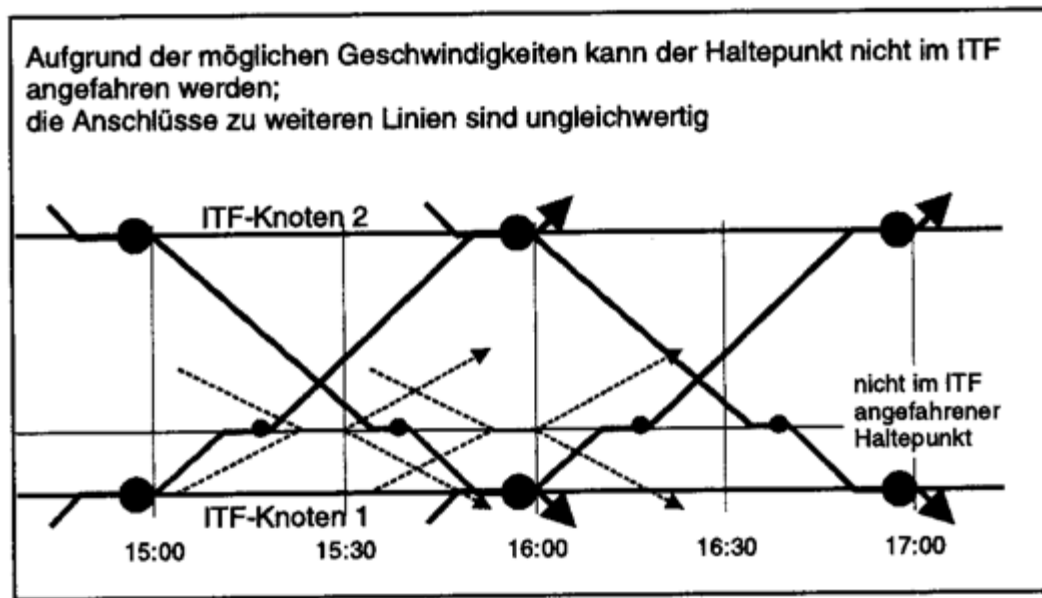 Aufgrund der möglichen Geschwindigkeiten kann der Haltepunkt nicht im ITF
angefahren werden;
die Anschlüsse zu weiteren Linien sind ungleichwertig
ITF-Knoten 2
nicht im ITF
angefahrener
Haltepunkt
ITF-Knoten 1
15:00
15:30
16:00
16:30
17:00